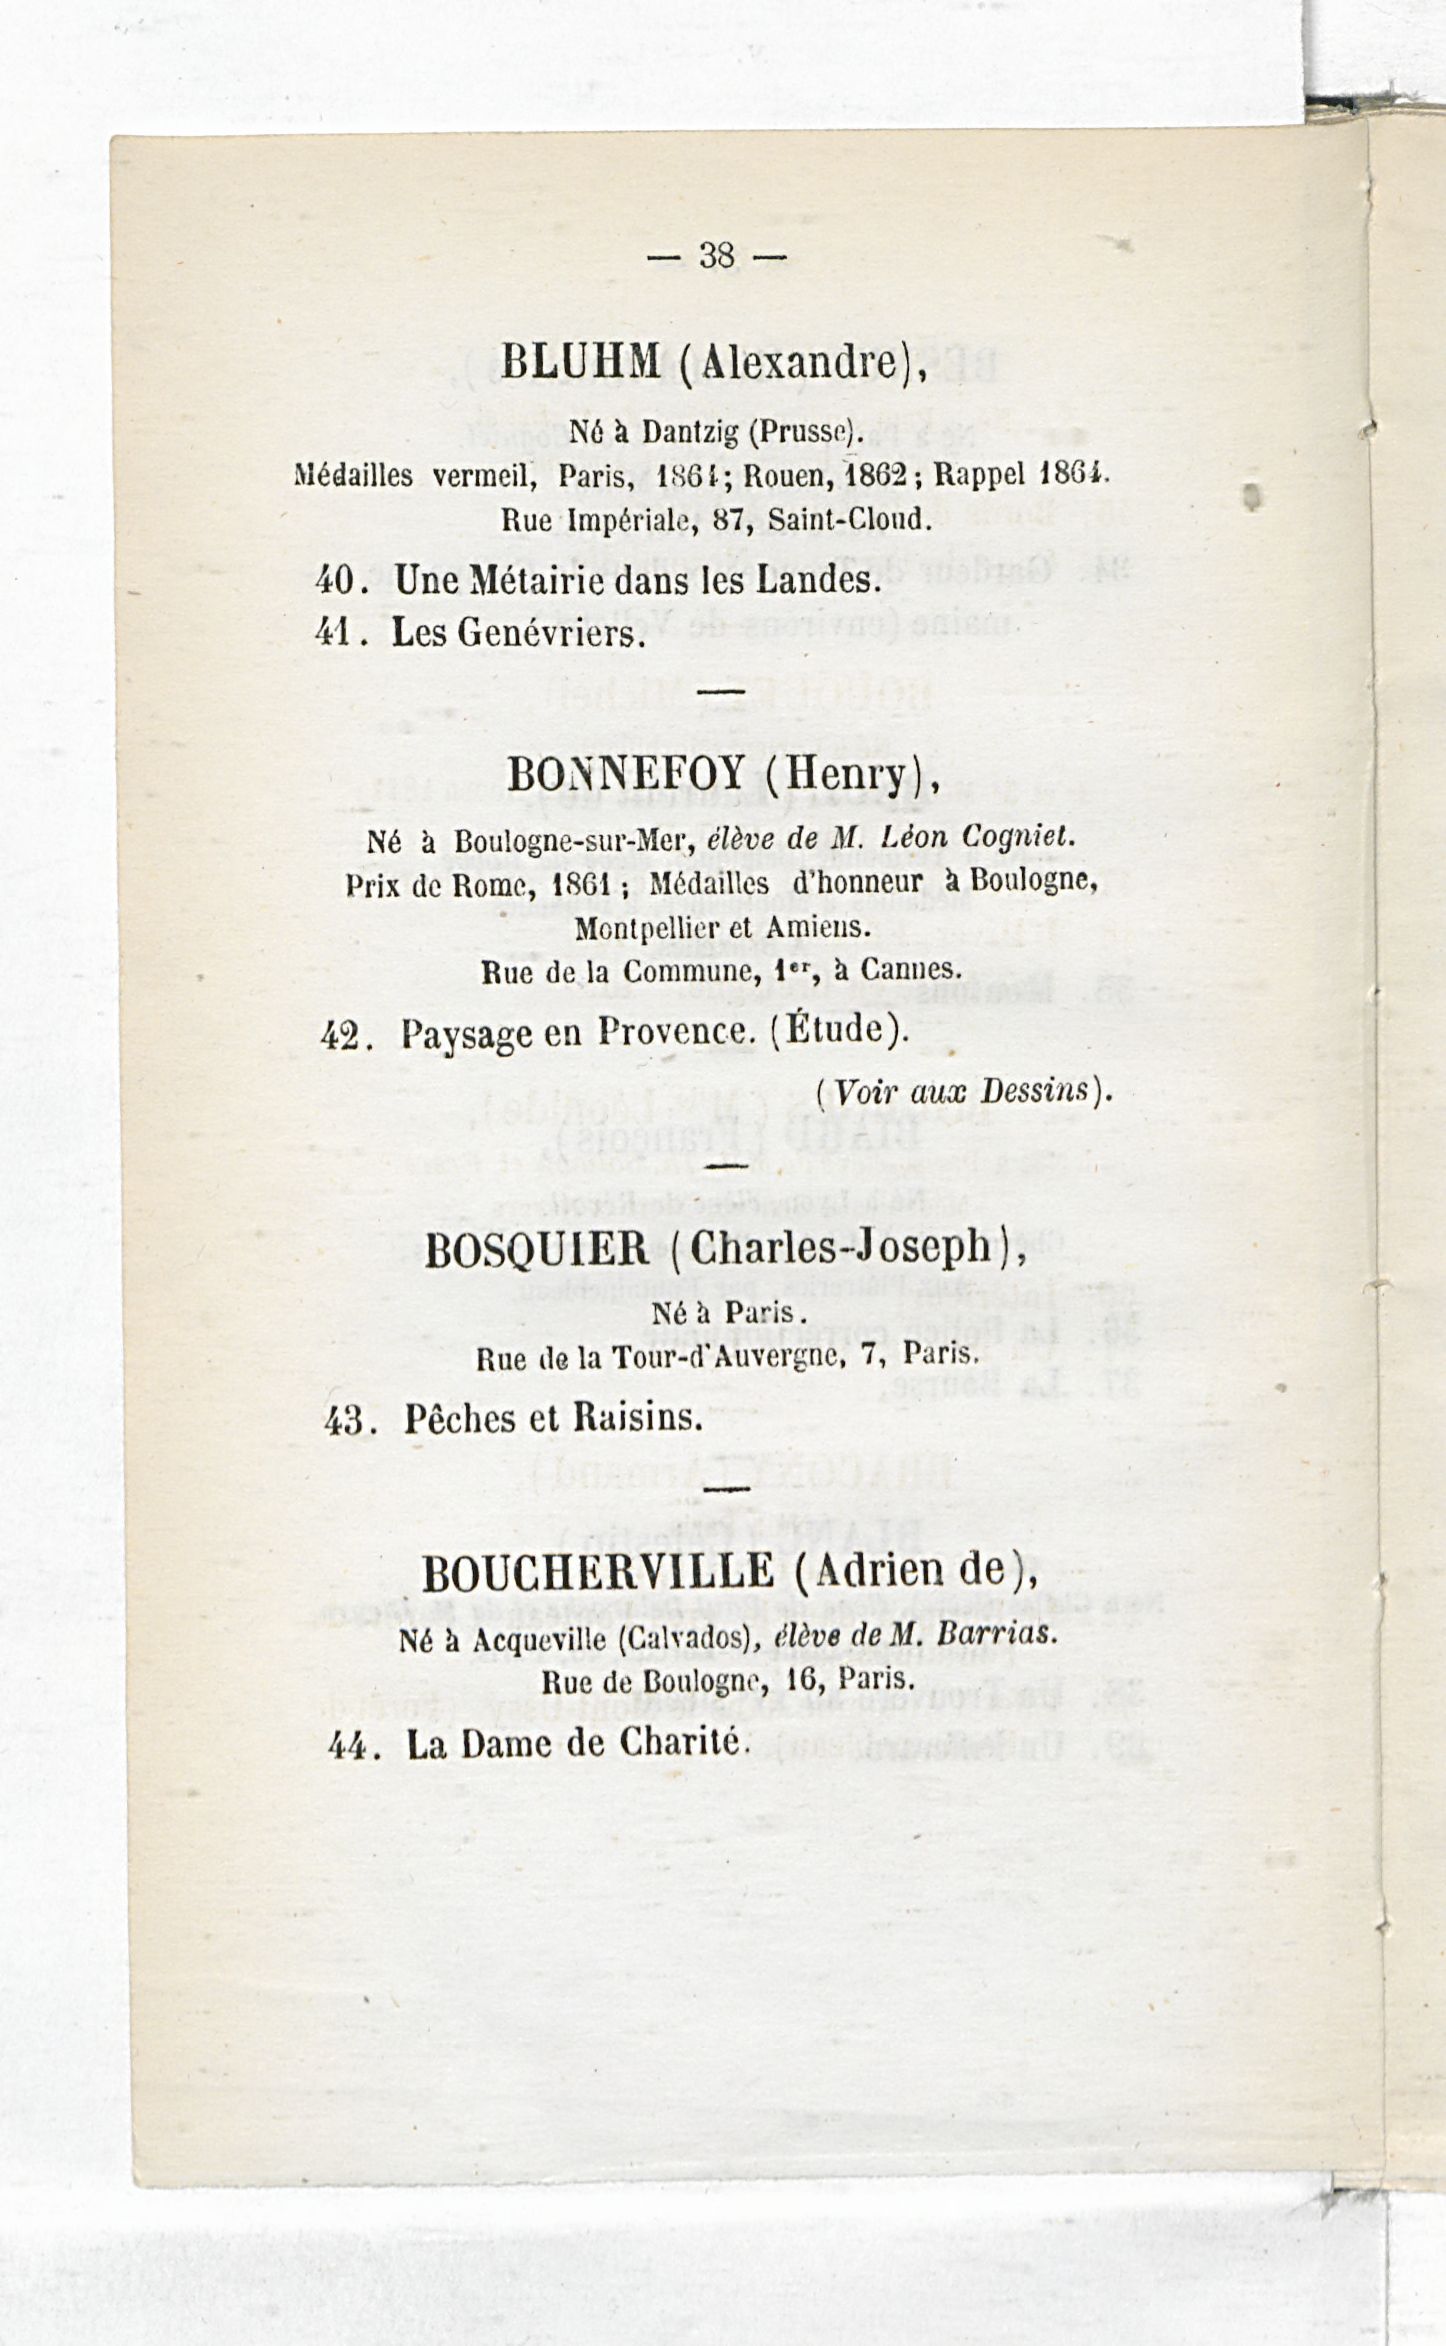 — 38 —
BLUHM (Alexandre),
Né à Dantzig (Prusse).
Médailles vermeil, Paris, 1861; Rouen, 1862; Rappel 1864.
Rue Impériale, 87, Saint-Cloud.
40. Une Métairie dans les Landes.
41. Les Genévriers.
BONNEFOY (Henry),
Né à Boulogne-sur-Mer, élève de M. Léon Cogniet.
Prix de Rome, 1861; Médailles d'honneur à Boulogne,
Montpellier et Amiens.
Rue de la Commune, 1er, à Cannes.
42. Paysage en Provence. (Étude).
(Voir aux Dessins).
BOSQUIER (Charles-Joseph),
Né à Paris.
Rue de la Tour-d'Auvergne, 7, Paris.
43. Pêches et Raisins.
BOUCHERVILLE (Adrien de),
Né à Acqueville (Calvados), élève de M. Barrias.
Rue de Boulogne, 16, Paris.
44. La Dame de Charité.